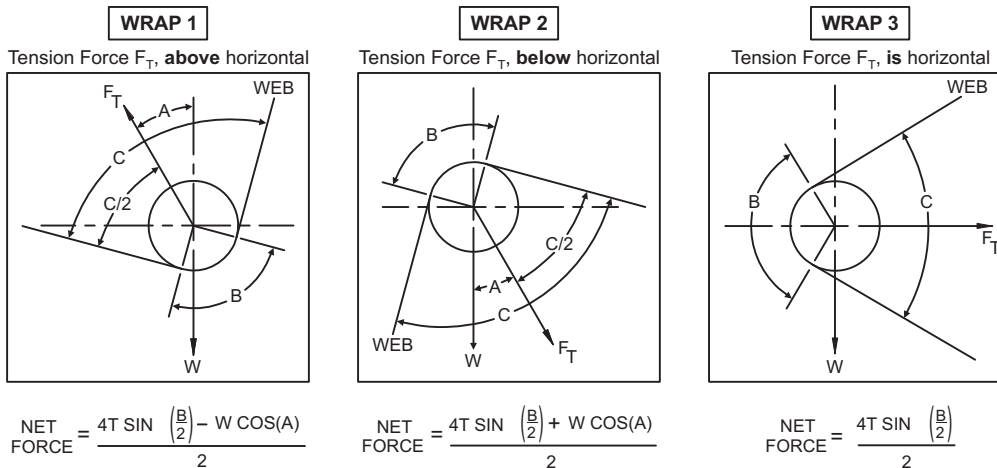 WRAP 1
Tension Force F_T, above horizontal
F_T
A
WEB
C
C/2
B
W
NET FORCE = (4T SIN (B/2) – W COS(A)) / 2
WRAP 2
Tension Force F_T, below horizontal
B
C/2
A
C
WEB
F_T
W
NET FORCE = (4T SIN (B/2) + W COS(A)) / 2
WRAP 3
Tension Force F_T, is horizontal
WEB
B
C
F_T
W
NET FORCE = (4T SIN (B/2)) / 2